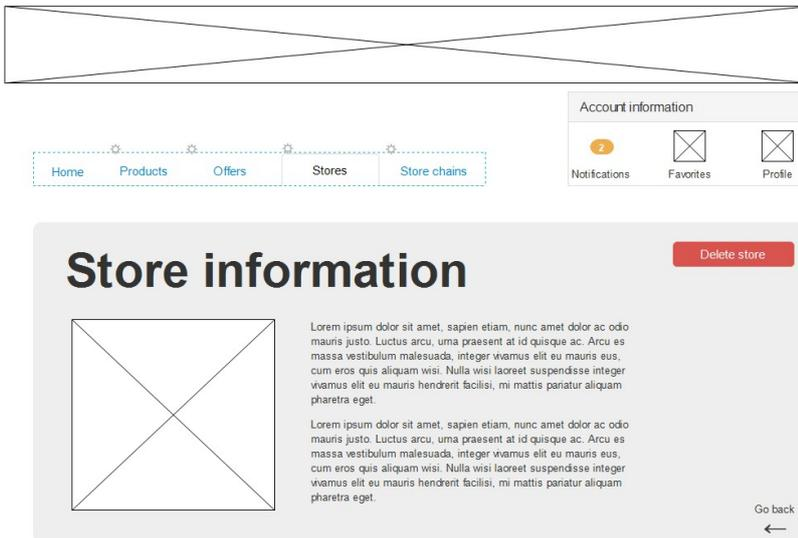 Account information
2
Notifications Favorites Profile
Home Products Offers Stores Store chains
Store information
Delete store
Lorem ipsum dolor sit amet, sapien etiam, nunc amet dolor ac odio
mauris justo. Luctus arcu, urna praesent at id quisque ac. Arcu es
massa vestibulum malesuada, integer vivamus elit eu mauris eus,
cum eros quis aliquam wisi. Nulla wisi laoreet suspendisse integer
vivamus elit eu mauris hendrerit facilisi, mi mattis pariatur aliquam
pharetra eget.
Lorem ipsum dolor sit amet, sapien etiam, nunc amet dolor ac odio
mauris justo. Luctus arcu, urna praesent at id quisque ac. Arcu es
massa vestibulum malesuada, integer vivamus elit eu mauris eus,
cum eros quis aliquam wisi. Nulla wisi laoreet suspendisse integer
vivamus elit eu mauris hendrerit facilisi, mi mattis pariatur aliquam
pharetra eget.
Go back